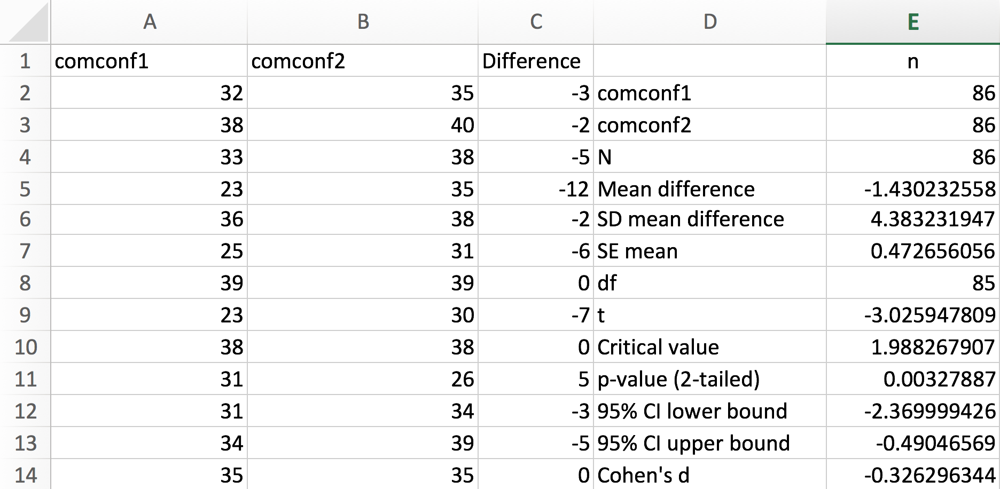 A B C D E
1 comconf1 comconf2 Difference n
2 32 35 -3 comconf1 86
3 38 40 -2 comconf2 86
4 33 38 -5 N 86
5 23 35 -12 Mean difference -1.430232558
6 36 38 -2 SD mean difference 4.383231947
7 25 31 -6 SE mean 0.472656056
8 39 39 0 df 85
9 23 30 -7 t -3.025947809
10 38 38 0 Critical value 1.988267907
11 31 26 5 p-value (2-tailed) 0.00327887
12 31 34 -3 95% CI lower bound -2.369999426
13 34 39 -5 95% CI upper bound -0.49046569
14 35 35 0 Cohen's d -0.326296344